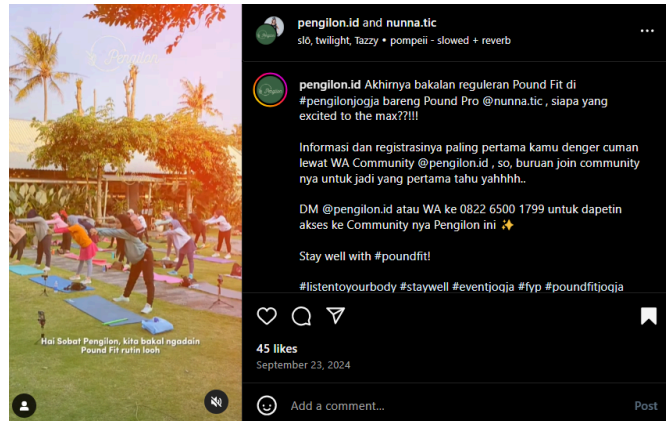 Pengilon
Hai Sobat Pengilon, kita bakal ngadain
Pound Fit rutin looh
pengilon.id and nunna.tic
slō, twilight, Tazzy • pompeii - slowed + reverb
pengilon.id Akhirnya bakalan reguleran Pound Fit di
#pengilonjogja bareng Pound Pro @nunna.tic , siapa yang
excited to the max??!!!
Informasi dan registrasinya paling pertama kamu denger cuman
lewat WA Community @pengilon.id , so, buruan join community
nya untuk jadi yang pertama tahu yahhhh..
DM @pengilon.id atau WA ke 0822 6500 1799 untuk dapetin
akses ke Community nya Pengilon ini ✨
Stay well with #poundfit!
#listentoyourbody #staywell #eventjogja #fyp #poundfitjogja
45 likes
September 23, 2024
Add a comment...
Post